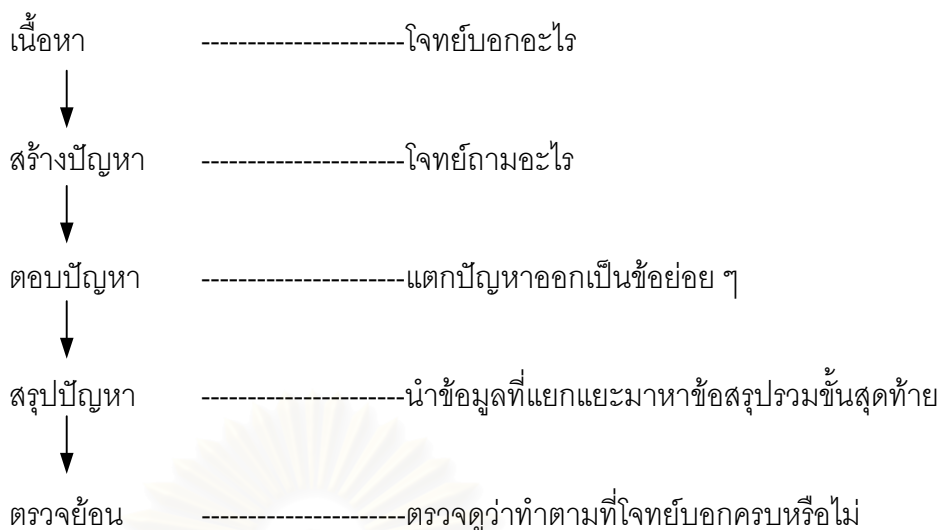 เนื้อหา ----------------------โจทย์บอกอะไร
สร้างปัญหา ----------------------โจทย์ถามอะไร
ตอบปัญหา ----------------------แตกปัญหาออกเป็นข้อย่อย ๆ
สรุปปัญหา ----------------------นำข้อมูลที่แยกแยะมาหาข้อสรุปรวมขั้นสุดท้าย
ตรวจย้อน ----------------------ตรวจดูว่าทำตามที่โจทย์บอกครบหรือไม่